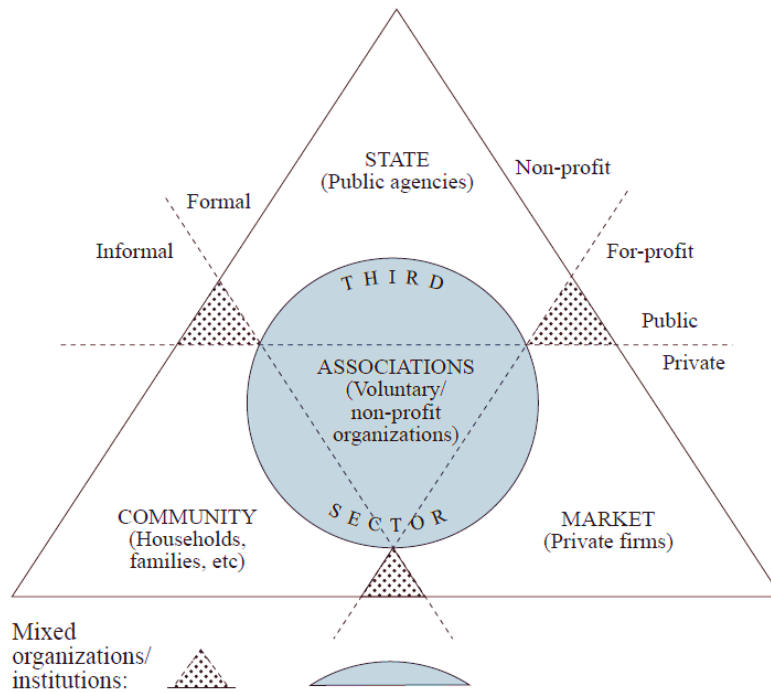 STATE
(Public agencies)
Non-profit
Formal
Informal
For-profit
THIRD
Public
Private
ASSOCIATIONS
(Voluntary/
non-profit
organizations)
SECTOR
COMMUNITY
(Households,
families, etc)
MARKET
(Private firms)
Mixed
organizations/
institutions: